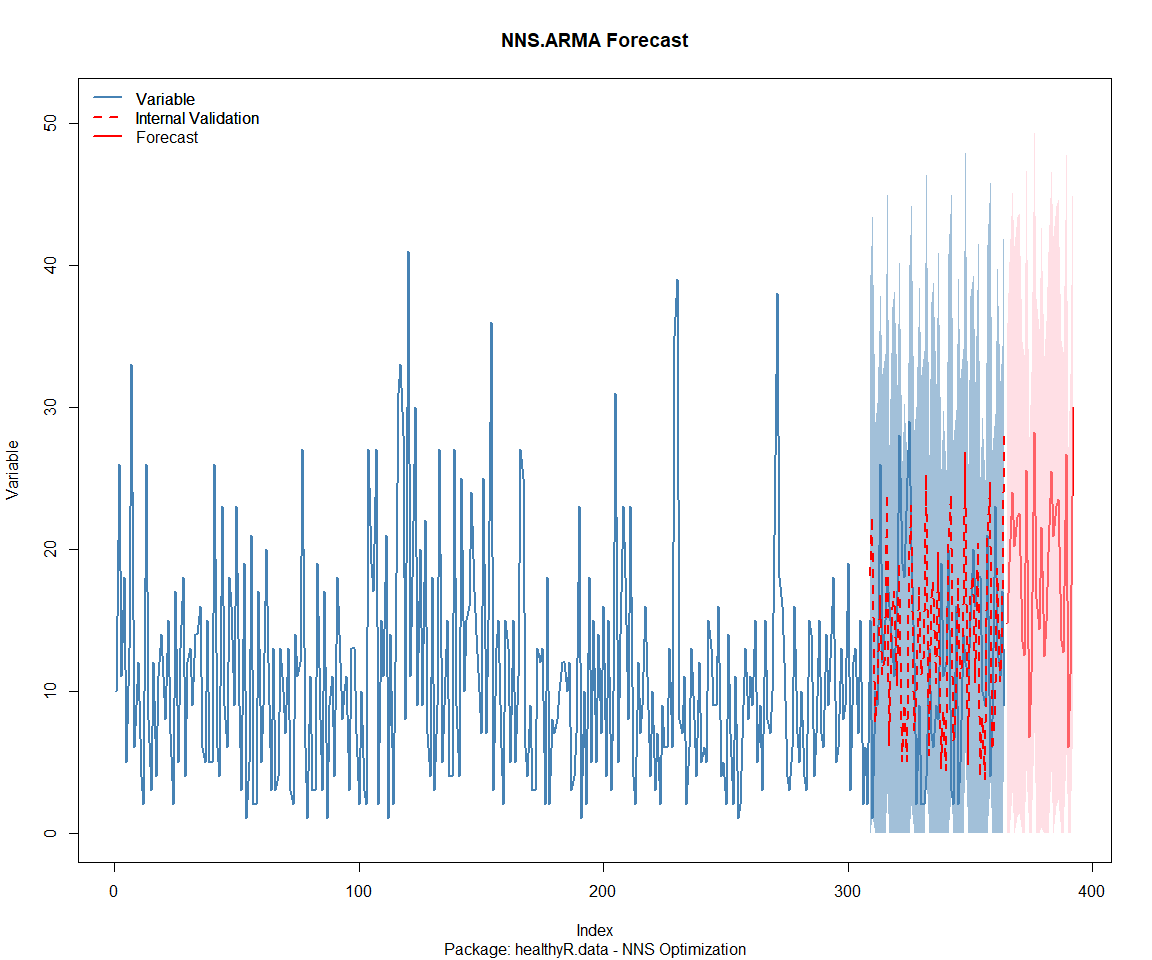 NNS.ARMA Forecast
Variable
Internal Validation
Forecast
50
40
30
20
10
0
Variable
0
100
200
300
400
Index
Package: healthyR.data - NNS Optimization